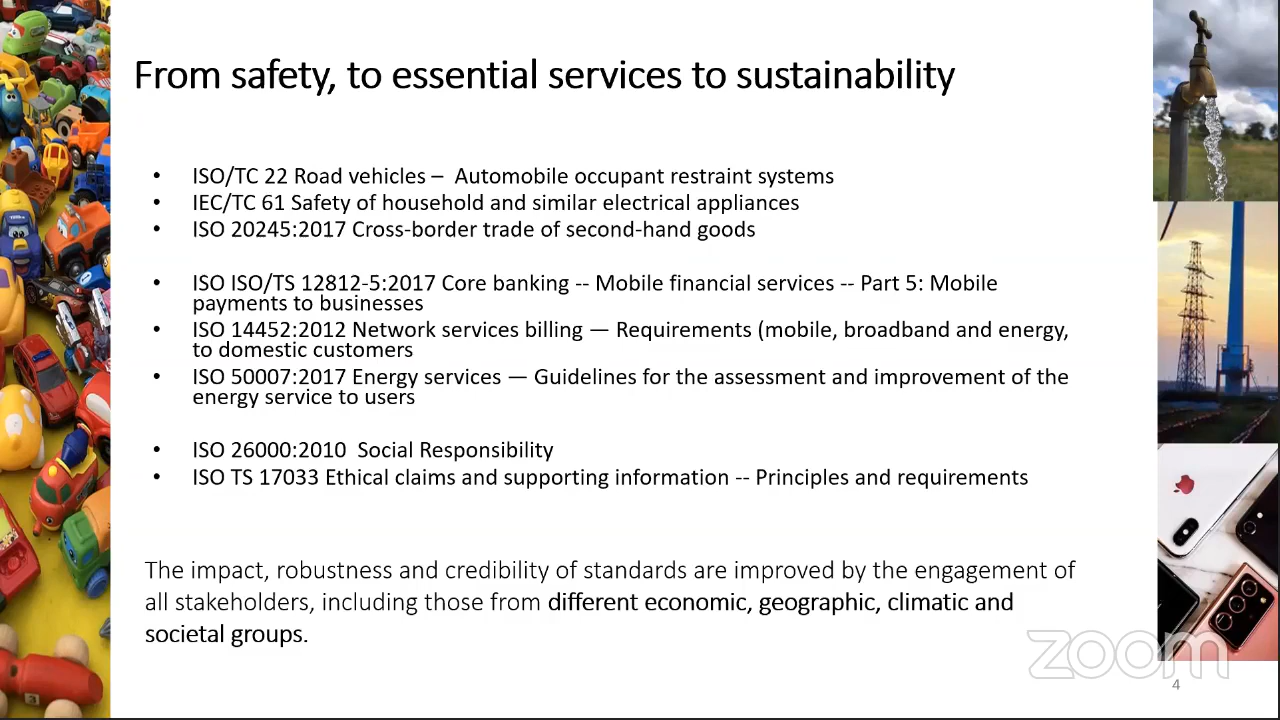 From safety, to essential services to sustainability
• ISO/TC 22 Road vehicles – Automobile occupant restraint systems
• IEC/TC 61 Safety of household and similar electrical appliances
• ISO 20245:2017 Cross-border trade of second-hand goods
• ISO ISO/TS 12812-5:2017 Core banking -- Mobile financial services -- Part 5: Mobile
payments to businesses
• ISO 14452:2012 Network services billing — Requirements (mobile, broadband and energy,
to domestic customers
• ISO 50007:2017 Energy services — Guidelines for the assessment and improvement of the
energy service to users
• ISO 26000:2010 Social Responsibility
• ISO TS 17033 Ethical claims and supporting information -- Principles and requirements
The impact, robustness and credibility of standards are improved by the engagement of
all stakeholders, including those from different economic, geographic, climatic and
societal groups.
zoom
4